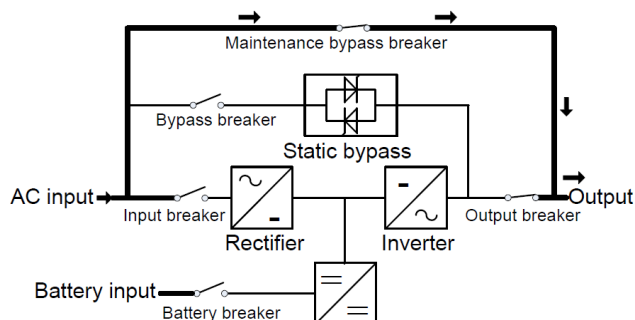 Maintenance bypass breaker
Bypass breaker
Static bypass
AC input
Input breaker
Rectifier
Inverter
Output breaker
Output
Battery input
Battery breaker